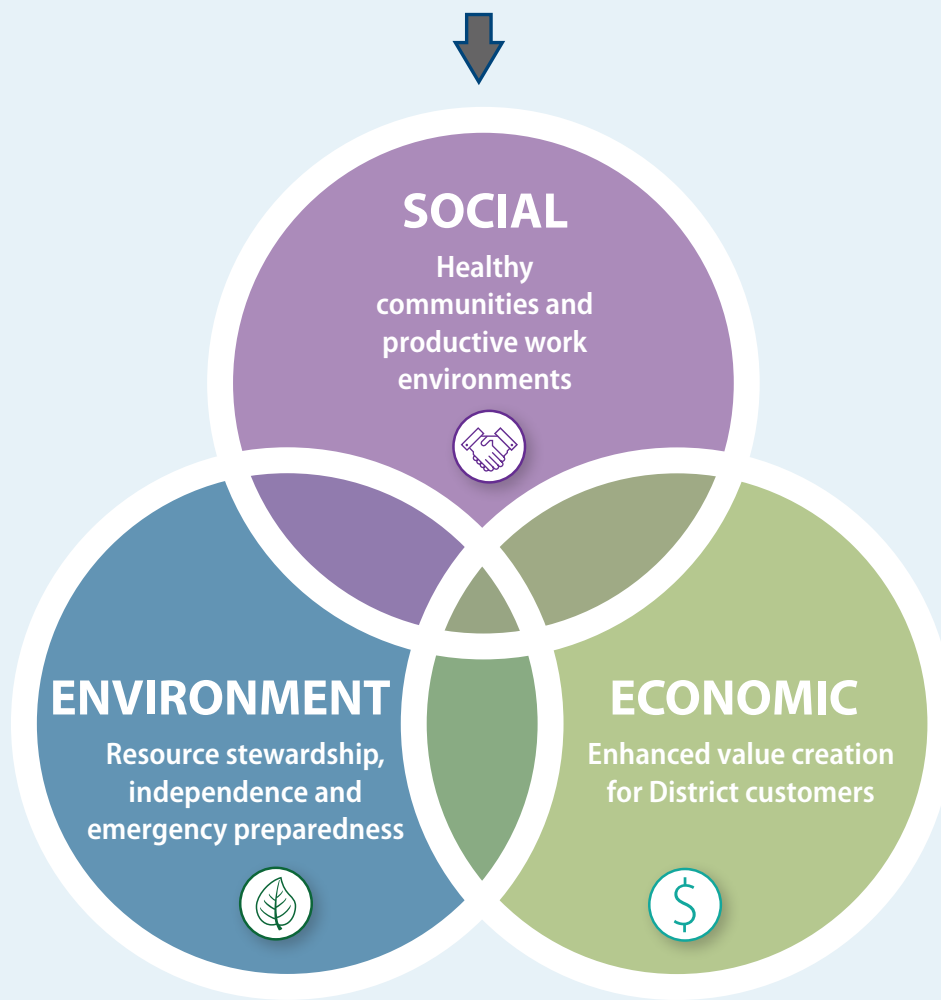 SOCIAL
Healthy
communities and
productive work
environments
ENVIRONMENT
Resource stewardship,
independence and
emergency preparedness
ECONOMIC
Enhanced value creation
for District customers
$